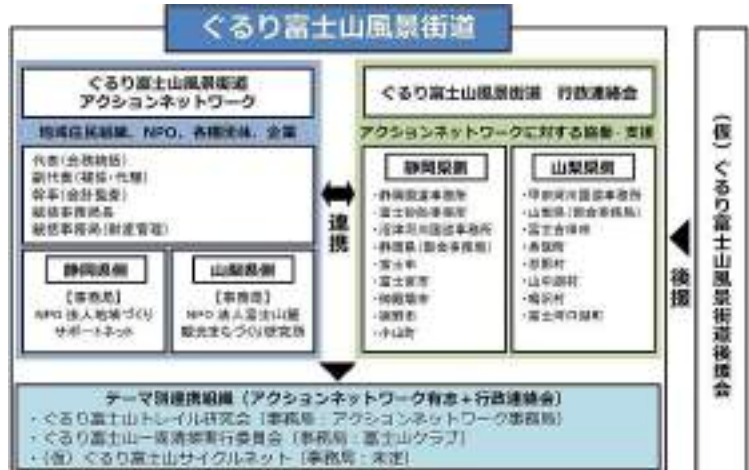 ぐるり富士山風景街道
ぐるり富士山風景街道
アクションネットワーク
地域住民組織、NPO、各種団体、企業
代表(会務統括)
副代表(補佐・代理)
幹事(会計監査)
統括事務局長
統括事務局(財産管理)
静岡県側
【事務局】
NPO法人地域づくり
サポートネット
山梨県側
【事務局】
NPO法人富士山麓
観光まちづくり研究所
連携
ぐるり富士山風景街道 行政連絡会
アクションネットワークに対する協働・支援
静岡県側
・静岡国道事務所
・富士砂防事務所
・沼津河川国道事務所
・静岡県(部会事務局)
・富士市
・富士宮市
・御殿場市
・裾野市
・小山町
山梨県側
・甲府河川国道事務所
・山梨県(部会事務局)
・富士吉田市
・西桂町
・忍野村
・山中湖村
・鳴沢村
・富士河口湖町
後援
(仮)ぐるり富士山風景街道後援会
テーマ別連携組織(アクションネットワーク有志+行政連絡会)
・ぐるり富士山トレイル研究会(事務局:アクションネットワーク事務局)
・ぐるり富士山一斉清掃実行委員会(事務局:富士山クラブ)
・(仮)ぐるり富士山サイクルネット(事務局:未定)